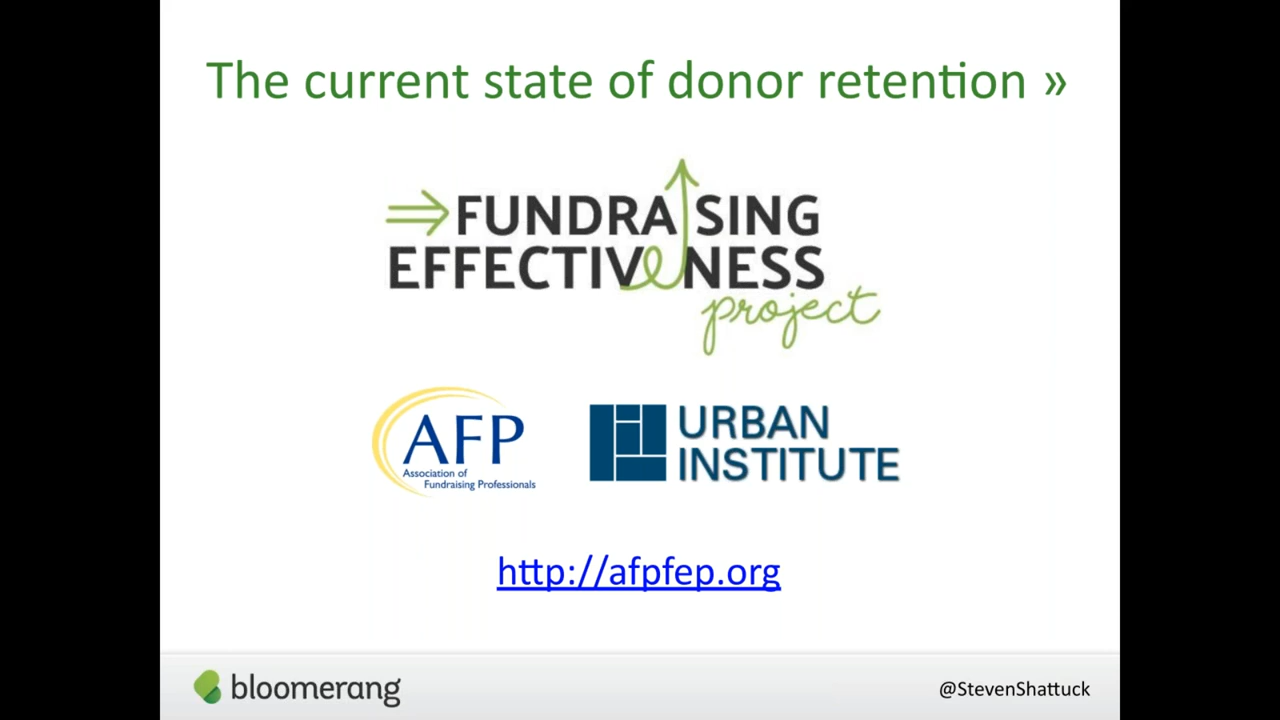 The current state of donor retention »
FUNDRAISING
EFFECTIVENESS
project
AFP
Association of
Fundraising Professionals
URBAN
INSTITUTE
http://afpfep.org
bloomerang
@StevenShattuck